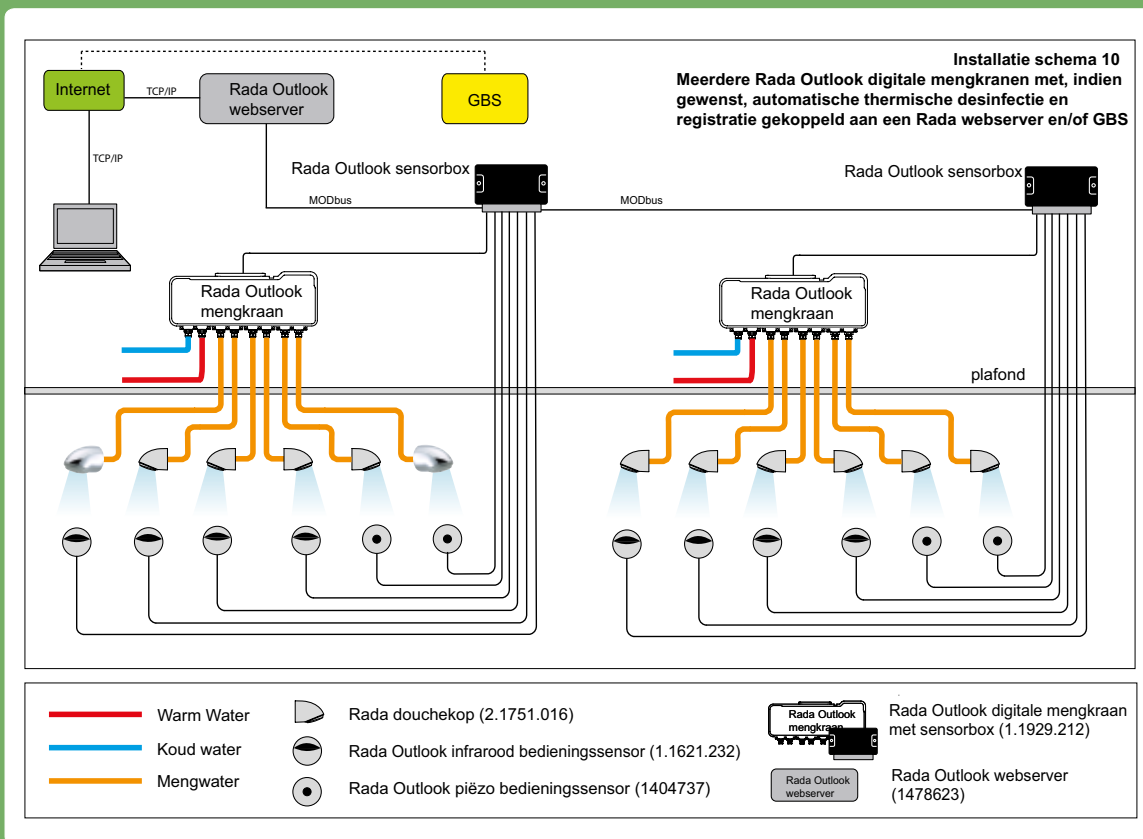 Installatie schema 10
Meerdere Rada Outlook digitale mengkranen met, indien
gewenst, automatische thermische desinfectie en
registratie gekoppeld aan een Rada webserver en/of GBS
Internet
TCP/IP
Rada Outlook
webserver
GBS
TCP/IP
Rada Outlook sensorbox
Rada Outlook sensorbox
MODbus
MODbus
Rada Outlook
mengkraan
Rada Outlook
mengkraan
plafond
Warm Water
Koud water
Mengwater
Rada douchekop (2.1751.016)
Rada Outlook infrarood bedieningssensor (1.1621.232)
Rada Outlook piëzo bedieningssensor (1404737)
Rada Outlook
mengkraan
Rada Outlook digitale mengkraan
met sensorbox (1.1929.212)
Rada Outlook
webserver
Rada Outlook webserver
(1478623)